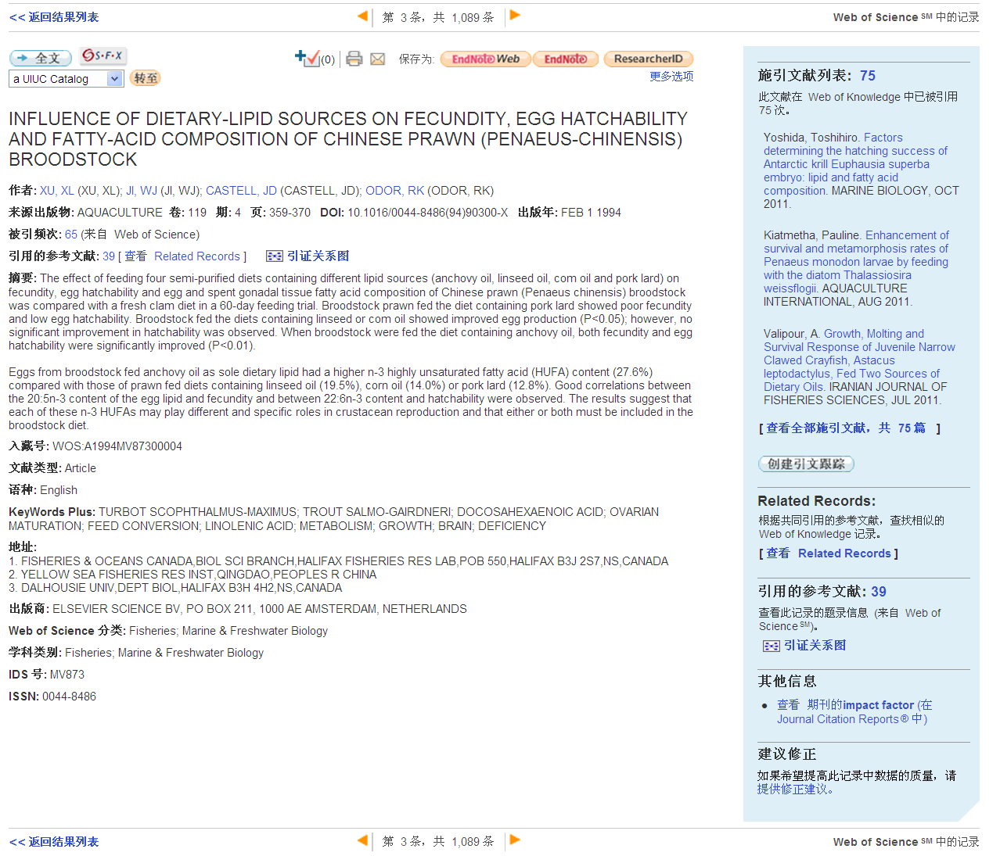 << 返回结果列表
第 3 条，共 1,089 条
Web of Science SM 中的记录
全文
S·F·X
(0)
保存为:
EndNote Web
EndNote
ResearcherID
a UIUC Catalog
转至
更多选项
INFLUENCE OF DIETARY-LIPID SOURCES ON FECUNDITY, EGG HATCHABILITY
AND FATTY-ACID COMPOSITION OF CHINESE PRAWN (PENAEUS-CHINENSIS)
BROODSTOCK
作者: XU, XL (XU, XL); JI, WJ (JI, WJ); CASTELL, JD (CASTELL, JD); ODOR, RK (ODOR, RK)
来源出版物: AQUACULTURE 卷: 119 期: 4 页: 359-370 DOI: 10.1016/0044-8486(94)90300-X 出版年: FEB 1 1994
被引频次: 65 (来自 Web of Science)
引用的参考文献: 39 [ 查看 Related Records ] 引证关系图
摘要: The effect of feeding four semi-purified diets containing different lipid sources (anchovy oil, linseed oil, com oil and pork lard) on
fecundity, egg hatchability and egg and spent gonadal tissue fatty acid composition of Chinese prawn (Penaeus chinensis) broodstock
was compared with a fresh clam diet in a 60-day feeding trial. Broodstock prawn fed the diet containing pork lard showed poor fecundity
and low egg hatchability. Broodstock fed the diets containing linseed or com oil showed improved egg production (P<0.05); however, no
significant improvement in hatchability was observed. When broodstock were fed the diet containing anchovy oil, both fecundity and egg
hatchability were significantly improved (P<0.01).
Eggs from broodstock fed anchovy oil as sole dietary lipid had a higher n-3 highly unsaturated fatty acid (HUFA) content (27.6%)
compared with those of prawn fed diets containing linseed oil (19.5%), corn oil (14.0%) or pork lard (12.8%). Good correlations between
the 20:5n-3 content of the egg lipid and fecundity and between 22:6n-3 content and hatchability were observed. The results suggest that
each of these n-3 HUFAs may play different and specific roles in crustacean reproduction and that either or both must be included in the
broodstock diet.
入藏号: WOS:A1994MV87300004
文献类型: Article
语种: English
KeyWords Plus: TURBOT SCOPHTHALMUS-MAXIMUS; TROUT SALMO-GAIRDNERI; DOCOSAHEXAENOIC ACID; OVARIAN
MATURATION; FEED CONVERSION; LINOLENIC ACID; METABOLISM; GROWTH; BRAIN; DEFICIENCY
地址:
1. FISHERIES & OCEANS CANADA,BIOL SCI BRANCH,HALIFAX FISHERIES RES LAB,POB 550,HALIFAX B3J 2S7,NS,CANADA
2. YELLOW SEA FISHERIES RES INST,QINGDAO,PEOPLES R CHINA
3. DALHOUSIE UNIV,DEPT BIOL,HALIFAX B3H 4H2,NS,CANADA
出版商: ELSEVIER SCIENCE BV, PO BOX 211, 1000 AE AMSTERDAM, NETHERLANDS
Web of Science 分类: Fisheries; Marine & Freshwater Biology
学科类别: Fisheries; Marine & Freshwater Biology
IDS 号: MV873
ISSN: 0044-8486
施引文献列表: 75
此文献在 Web of Knowledge 中已被引用
75 次。
Yoshida, Toshihiro. Factors
determining the hatching success of
Antarctic krill Euphausia superba
embryo: lipid and fatty acid
composition. MARINE BIOLOGY, OCT
2011.
Kiatmetha, Pauline. Enhancement of
survival and metamorphosis rates of
Penaeus monodon larvae by feeding
with the diatom Thalassiosira
weissflogii. AQUACULTURE
INTERNATIONAL, AUG 2011.
Valipour, A. Growth, Molting and
Survival Response of Juvenile Narrow
Clawed Crayfish, Astacus
leptodactylus, Fed Two Sources of
Dietary Oils. IRANIAN JOURNAL OF
FISHERIES SCIENCES, JUL 2011.
[ 查看全部施引文献，共 75 篇 ]
创建引文跟踪
Related Records:
根据共同引用的参考文献，查找相似的
Web of Knowledge 记录。
[ 查看 Related Records ]
引用的参考文献: 39
查看此记录的题录信息 (来自 Web of
Science SM)。
引证关系图
其他信息
• 查看 期刊的impact factor (在
Journal Citation Reports® 中)
建议修正
如果希望提高此记录中数据的质量，请
提供修正建议。
<< 返回结果列表
第 3 条，共 1,089 条
Web of Science SM 中的记录